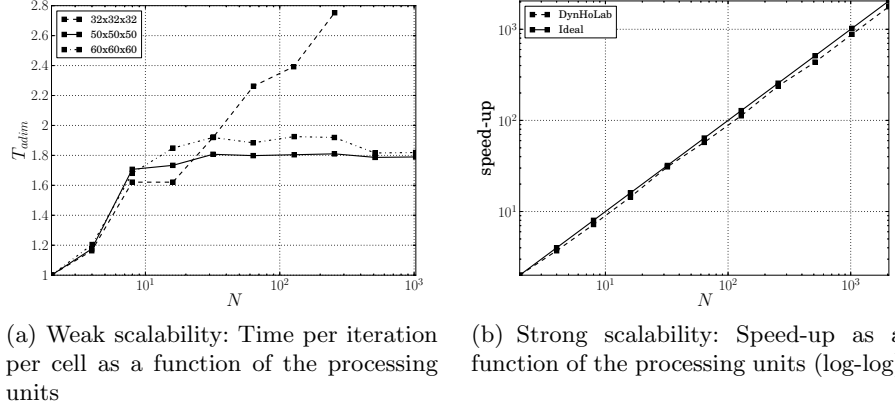 2.8
2.6
2.4
2.2
2
1.8
1.6
1.4
1.2
1
T_adim
32x32x32
50x50x50
60x60x60
10^1
10^2
10^3
N
10^3
10^2
10^1
speed-up
DynHoLab
Ideal
10^1
10^2
10^3
N
(a) Weak scalability: Time per iteration
per cell as a function of the processing
units
(b) Strong scalability: Speed-up as a
function of the processing units (log-log